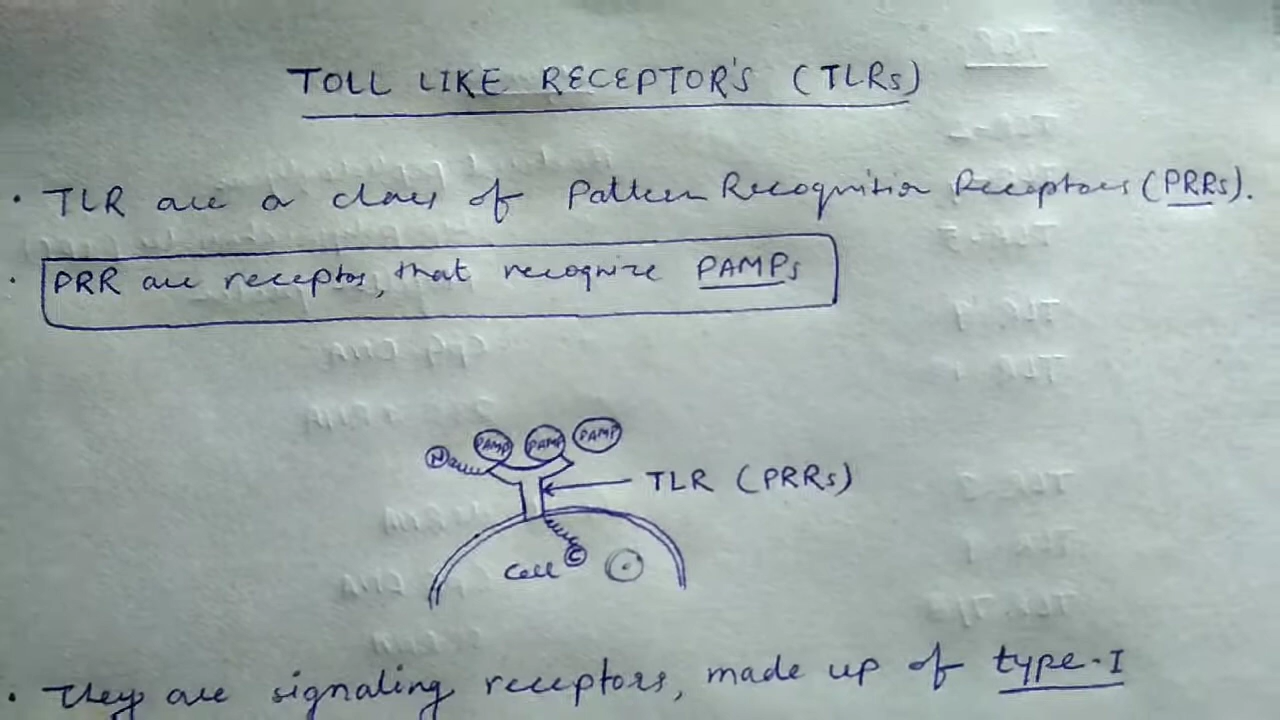 TOLL LIKE RECEPTOR'S (TLRs)
• TLR are a class of Pattern Recognition Receptors (PRRs).
• PRR are receptos, that recognize PAMPs
PAMP PAMP PAMP
N
TLR (PRRs)
Cell C
• They are signaling receptors, made up of type-I